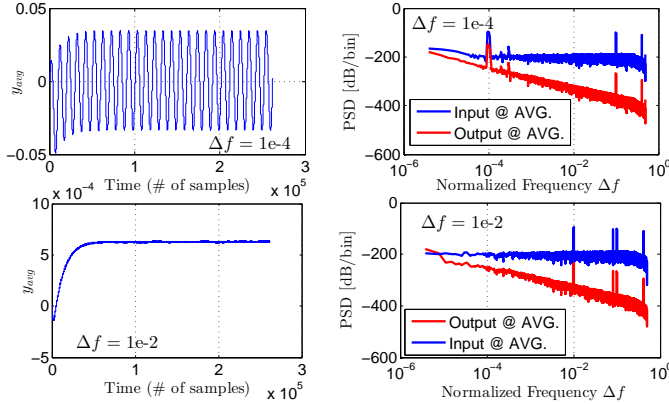 0.05
0
−0.05
0
1
2
3
x 10^5
Time (# of samples)
y_avg
Δf = 1e-4
0
−200
−400
−600
10^−6
10^−4
10^−2
10^0
Normalized Frequency Δf
PSD [dB/bin]
Δf = 1e-4
Input @ AVG.
Output @ AVG.
x 10^−4
10
5
0
−5
0
1
2
3
x 10^5
Time (# of samples)
y_avg
Δf = 1e-2
0
−200
−400
−600
10^−6
10^−4
10^−2
10^0
Normalized Frequency Δf
PSD [dB/bin]
Δf = 1e-2
Output @ AVG.
Input @ AVG.